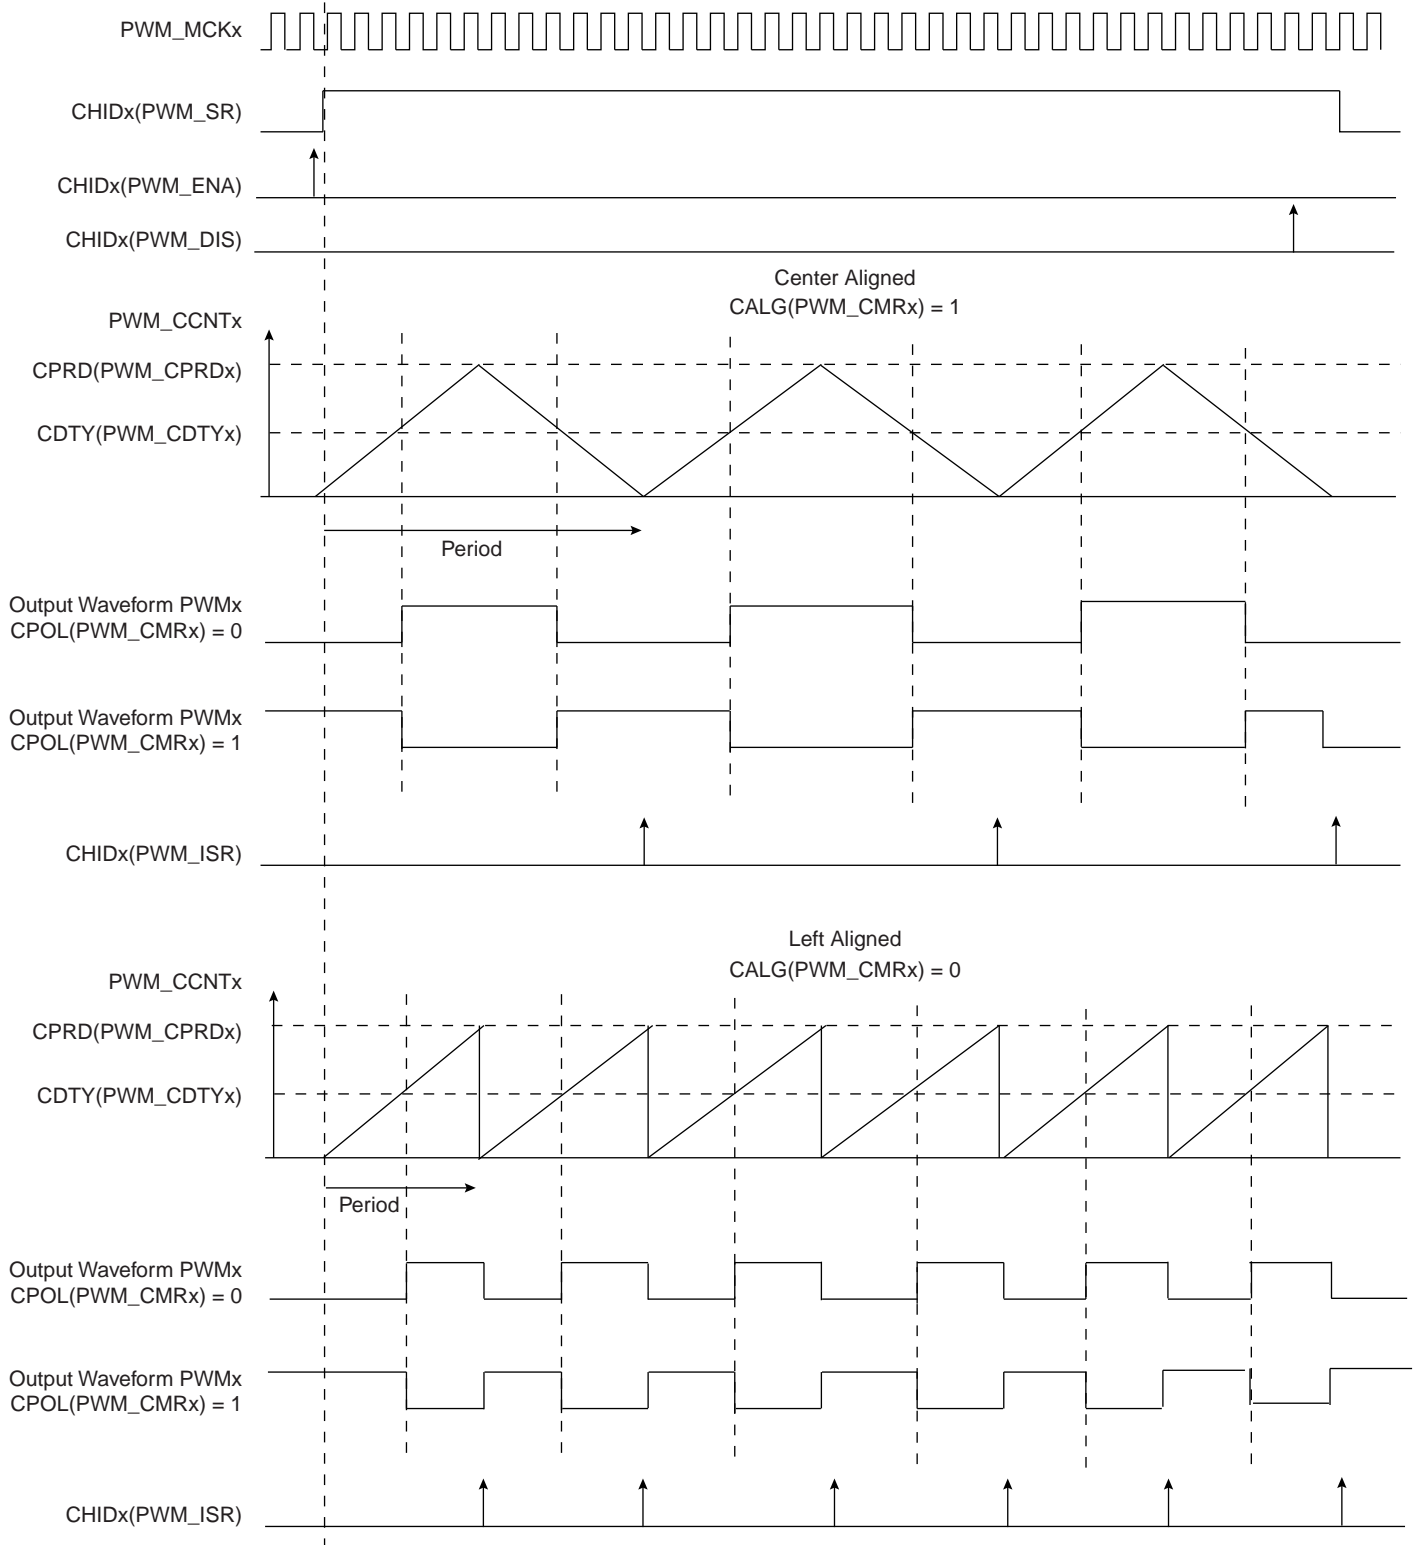 PWM_MCKx
CHIDx(PWM_SR)
CHIDx(PWM_ENA)
CHIDx(PWM_DIS)
Center Aligned
CALG(PWM_CMRx) = 1
PWM_CCNTx
CPRD(PWM_CPRDx)
CDTY(PWM_CDTYx)
Period
Output Waveform PWMx
CPOL(PWM_CMRx) = 0
Output Waveform PWMx
CPOL(PWM_CMRx) = 1
CHIDx(PWM_ISR)
Left Aligned
CALG(PWM_CMRx) = 0
PWM_CCNTx
CPRD(PWM_CPRDx)
CDTY(PWM_CDTYx)
Period
Output Waveform PWMx
CPOL(PWM_CMRx) = 0
Output Waveform PWMx
CPOL(PWM_CMRx) = 1
CHIDx(PWM_ISR)